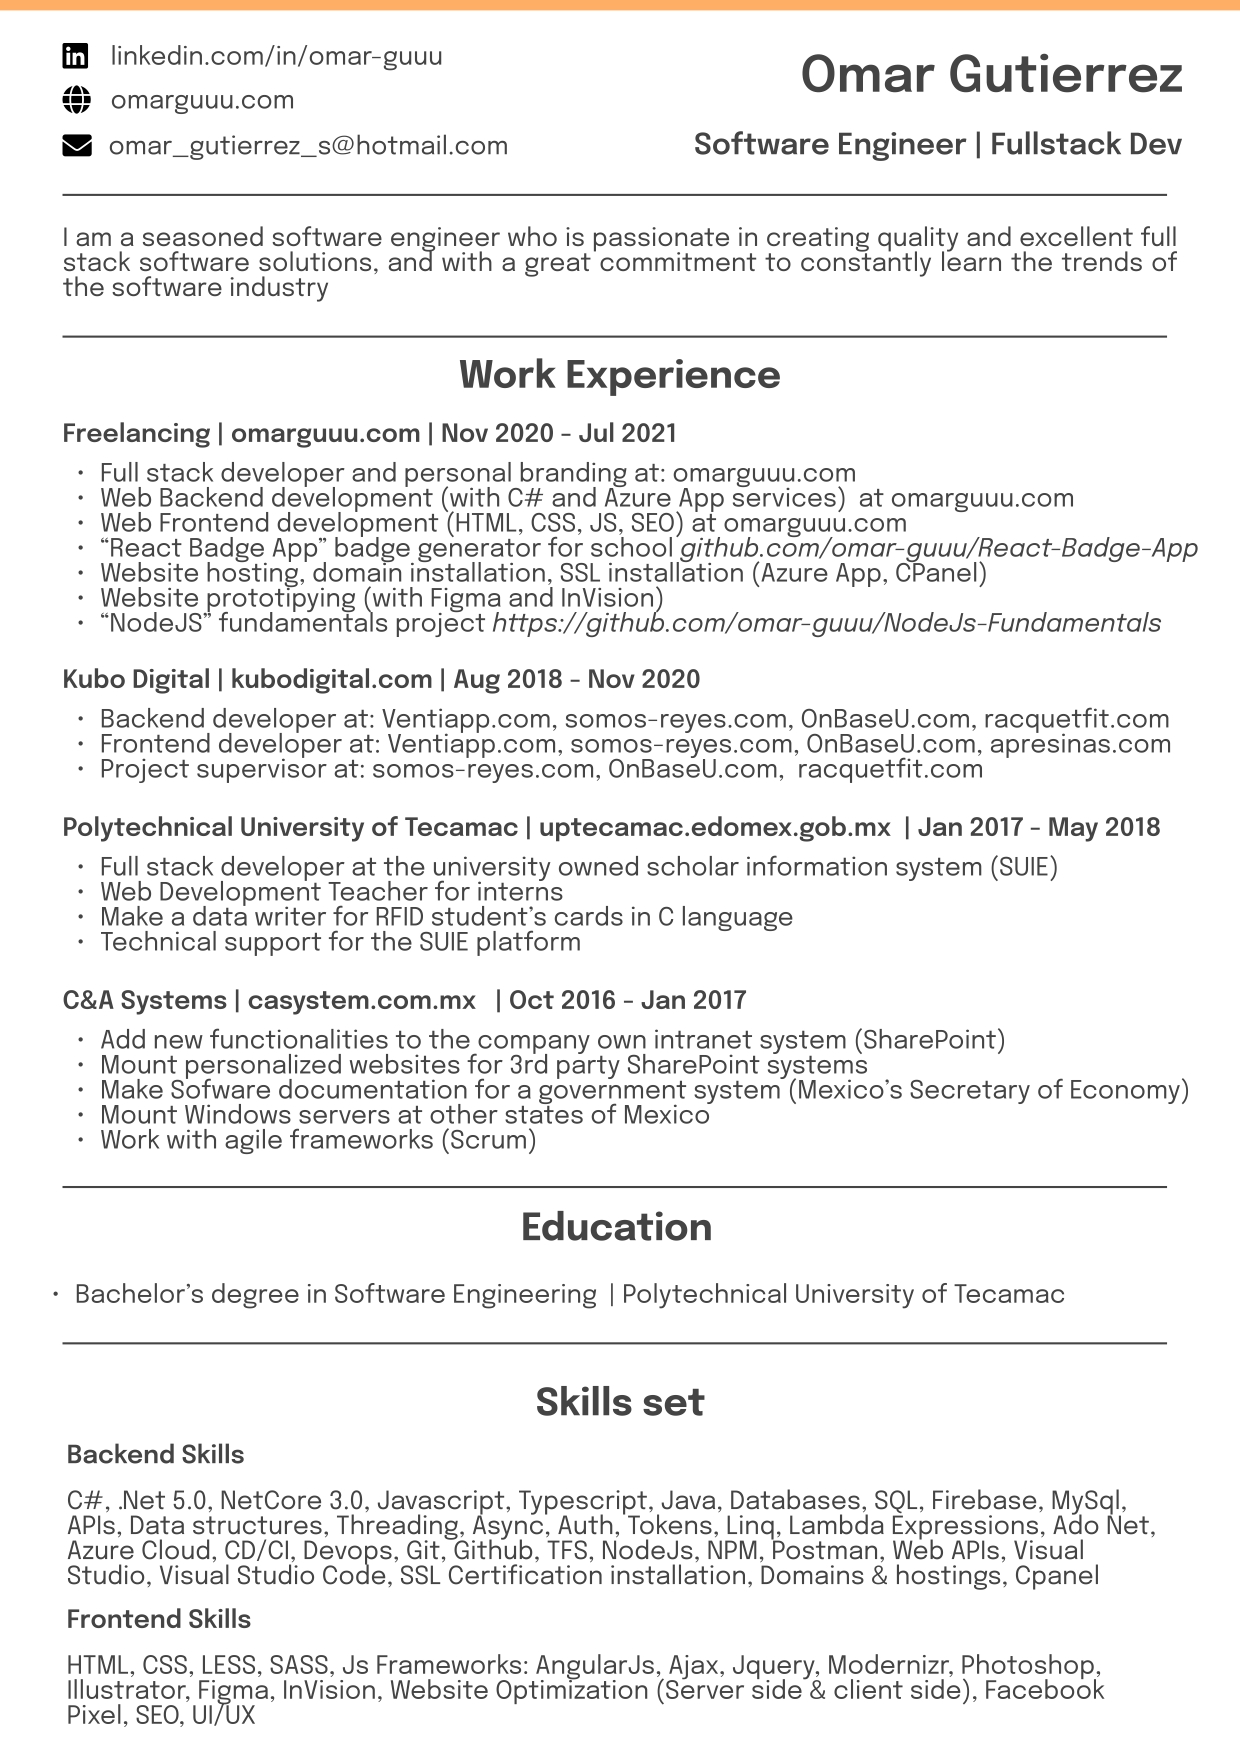 linkedin.com/in/omar-guuu
omarguuu.com
omar_gutierrez_s@hotmail.com
Omar Gutierrez
Software Engineer | Fullstack Dev
I am a seasoned software engineer who is passionate in creating quality and excellent full
stack software solutions, and with a great commitment to constantly learn the trends of
the software industry
Work Experience
Freelancing | omarguuu.com | Nov 2020 - Jul 2021
· Full stack developer and personal branding at: omarguuu.com
· Web Backend development (with C# and Azure App services)  at omarguuu.com
· Web Frontend development (HTML, CSS, JS, SEO) at omarguuu.com
· “React Badge App” badge generator for school github.com/omar-guuu/React-Badge-App
· Website hosting, domain installation, SSL installation (Azure App, CPanel)
· Website prototipying (with Figma and InVision)
· “NodeJS” fundamentals project https://github.com/omar-guuu/NodeJs-Fundamentals
Kubo Digital | kubodigital.com | Aug 2018 - Nov 2020
· Backend developer at: Ventiapp.com, somos-reyes.com, OnBaseU.com, racquetfit.com
· Frontend developer at: Ventiapp.com, somos-reyes.com, OnBaseU.com, apresinas.com
· Project supervisor at: somos-reyes.com, OnBaseU.com,  racquetfit.com
Polytechnical University of Tecamac | uptecamac.edomex.gob.mx  | Jan 2017 - May 2018
· Full stack developer at the university owned scholar information system (SUIE)
· Web Development Teacher for interns
· Make a data writer for RFID student’s cards in C language
· Technical support for the SUIE platform
C&A Systems | casystem.com.mx   | Oct 2016 - Jan 2017
· Add new functionalities to the company own intranet system (SharePoint)
· Mount personalized websites for 3rd party SharePoint systems
· Make Sofware documentation for a government system (Mexico’s Secretary of Economy)
· Mount Windows servers at other states of Mexico
· Work with agile frameworks (Scrum)
Education
· Bachelor’s degree in Software Engineering  | Polytechnical University of Tecamac
Skills set
Backend Skills
C#, .Net 5.0, NetCore 3.0, Javascript, Typescript, Java, Databases, SQL, Firebase, MySql,
APIs, Data structures, Threading, Async, Auth, Tokens, Linq, Lambda Expressions, Ado Net,
Azure Cloud, CD/CI, Devops, Git, Github, TFS, NodeJs, NPM, Postman, Web APIs, Visual
Studio, Visual Studio Code, SSL Certification installation, Domains & hostings, Cpanel
Frontend Skills
HTML, CSS, LESS, SASS, Js Frameworks: AngularJs, Ajax, Jquery, Modernizr, Photoshop,
Illustrator, Figma, InVision, Website Optimization (Server side & client side), Facebook
Pixel, SEO, UI/UX